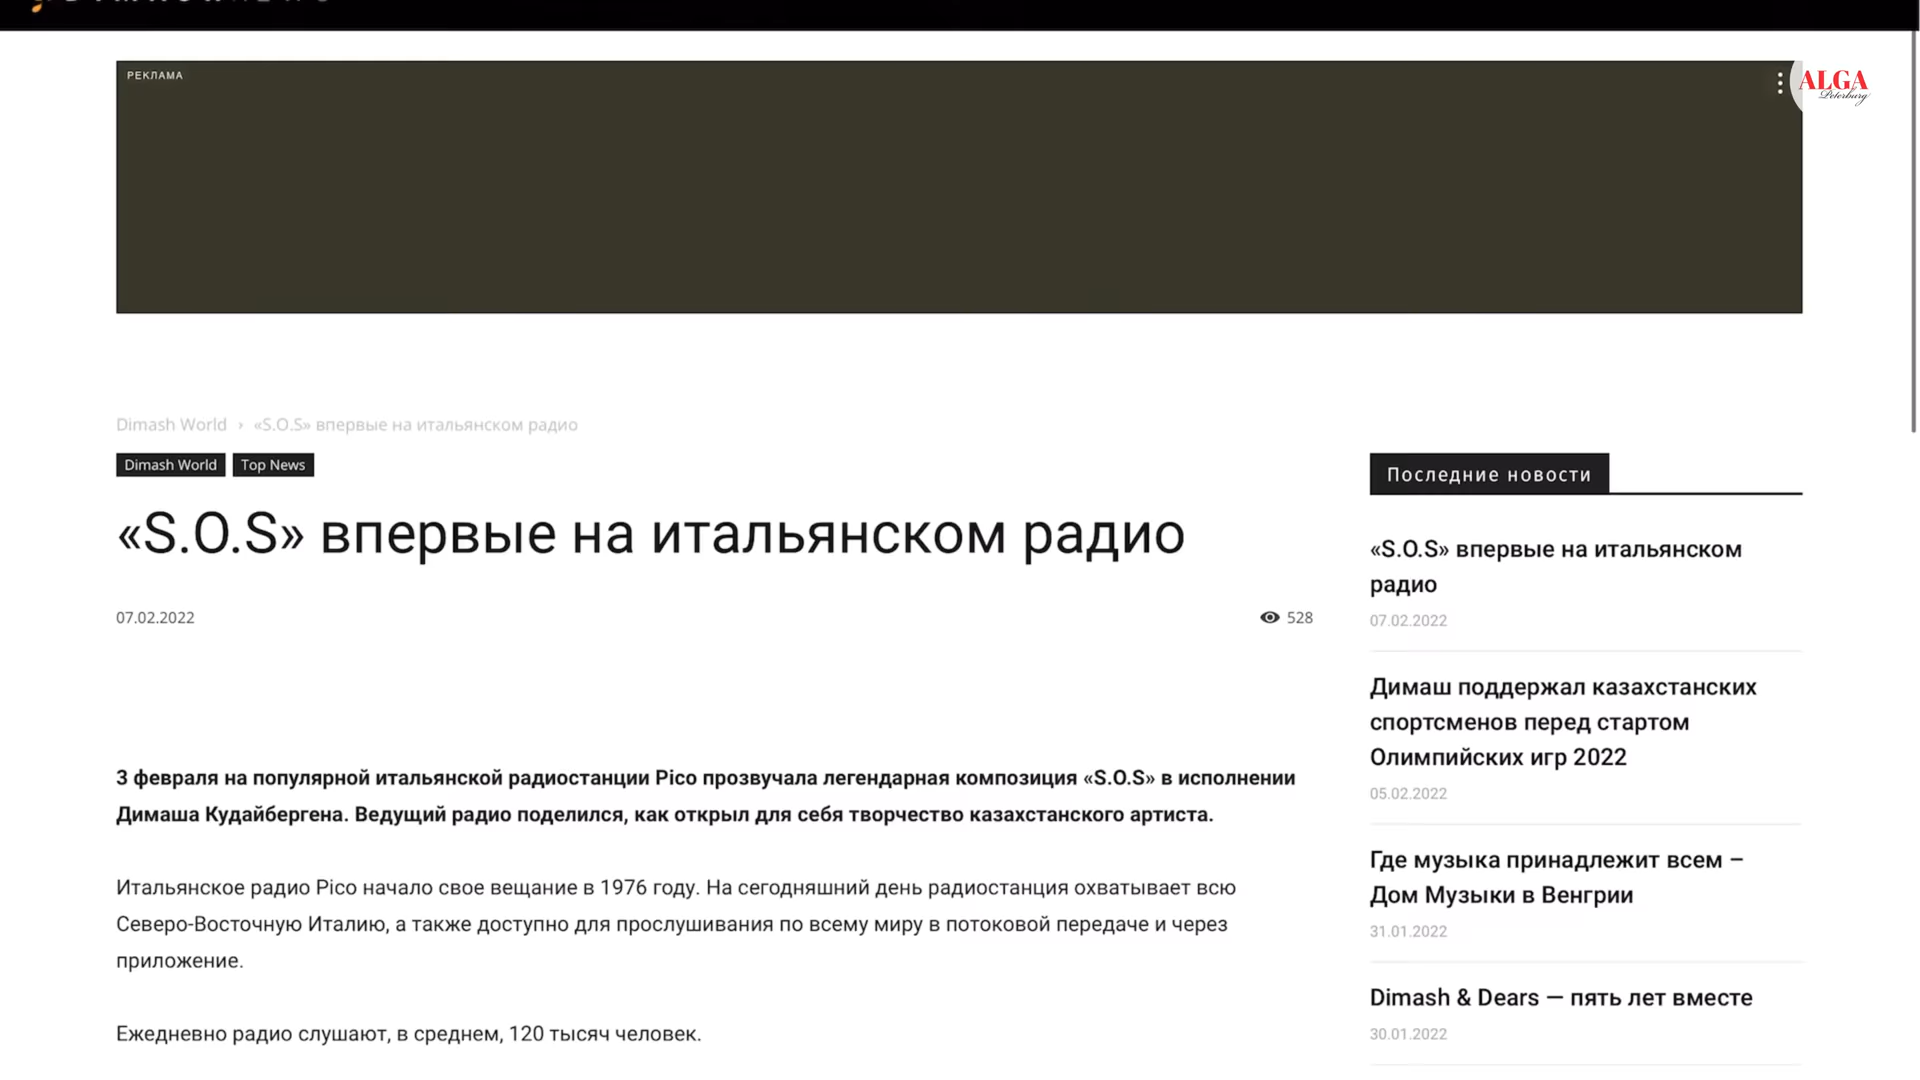 РЕКЛАМА
ALGA
Peterburg
Dimash World › «S.O.S» впервые на итальянском радио
Dimash World
Top News
«S.O.S» впервые на итальянском радио
07.02.2022
528
3 февраля на популярной итальянской радиостанции Pico прозвучала легендарная композиция «S.O.S» в исполнении
Димаша Кудайбергена. Ведущий радио поделился, как открыл для себя творчество казахстанского артиста.
Итальянское радио Pico начало свое вещание в 1976 году. На сегодняшний день радиостанция охватывает всю
Северо-Восточную Италию, а также доступно для прослушивания по всему миру в потоковой передаче и через
приложение.
Ежедневно радио слушают, в среднем, 120 тысяч человек.
Последние новости
«S.O.S» впервые на итальянском
радио
07.02.2022
Димаш поддержал казахстанских
спортсменов перед стартом
Олимпийских игр 2022
05.02.2022
Где музыка принадлежит всем –
Дом Музыки в Венгрии
31.01.2022
Dimash & Dears — пять лет вместе
30.01.2022